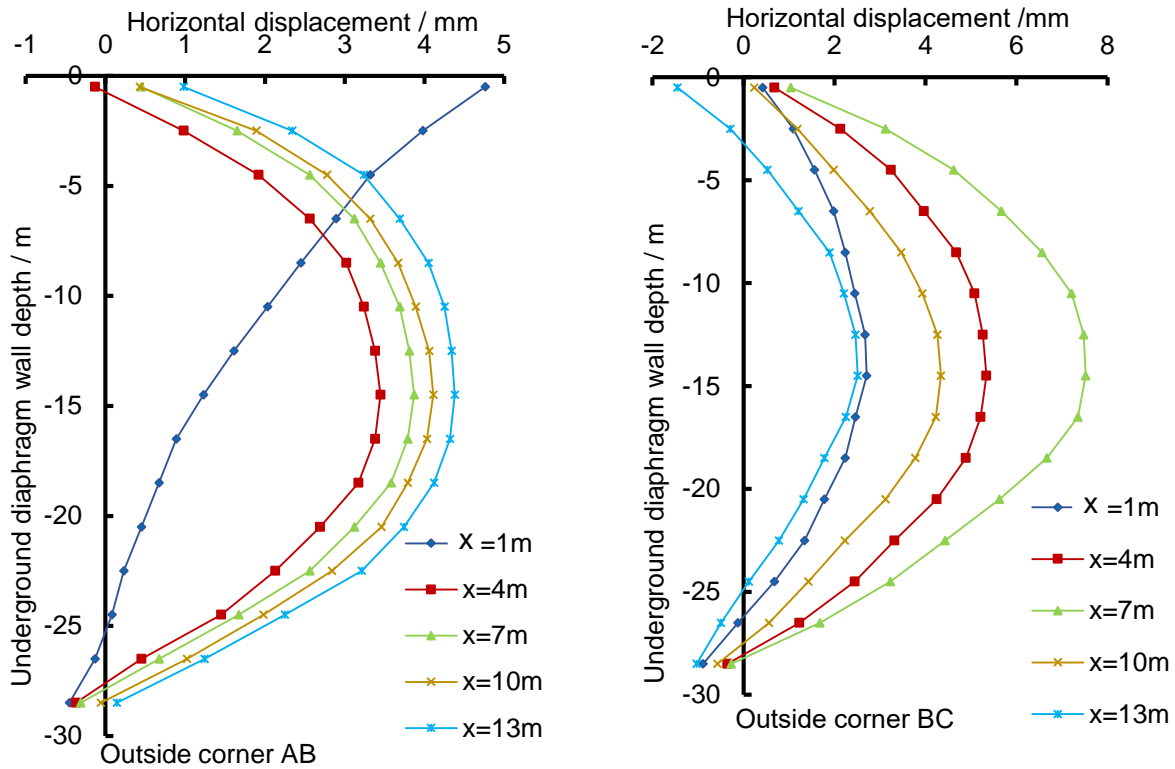 Horizontal displacement / mm
-1 0 1 2 3 4 5
0
-5
-10
-15
-20
-25
-30
Underground diaphragm wall depth / m
x =1m
x=4m
x=7m
x=10m
x=13m
Outside corner AB
Horizontal displacement /mm
-2 0 2 4 6 8
0
-5
-10
-15
-20
-25
-30
Underground diaphragm wall depth / m
x =1m
x=4m
x=7m
x=10m
x=13m
Outside corner BC